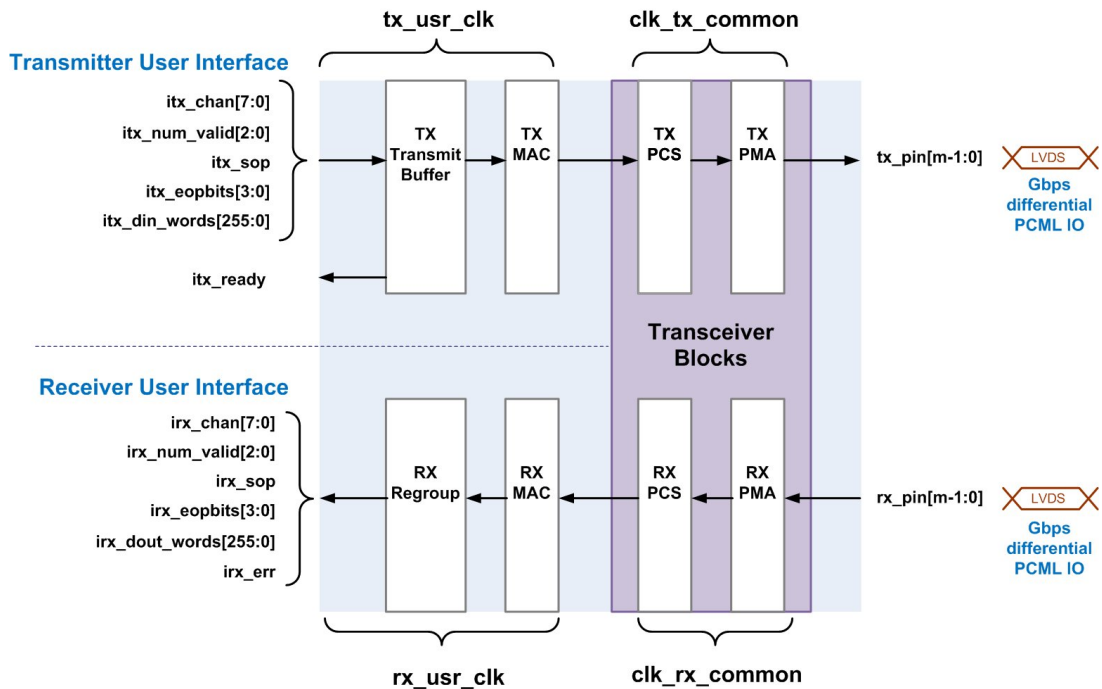 tx_usr_clk
clk_tx_common
Transmitter User Interface
itx_chan[7:0]
itx_num_valid[2:0]
itx_sop
itx_eopbits[3:0]
itx_din_words[255:0]
itx_ready
TX
Transmit
Buffer
TX
MAC
TX
PCS
TX
PMA
tx_pin[m-1:0]
LVDS
Gbps
differential
PCML IO
Transceiver
Blocks
Receiver User Interface
irx_chan[7:0]
irx_num_valid[2:0]
irx_sop
irx_eopbits[3:0]
irx_dout_words[255:0]
irx_err
RX
Regroup
RX
MAC
RX
PCS
RX
PMA
rx_pin[m-1:0]
LVDS
Gbps
differential
PCML IO
rx_usr_clk
clk_rx_common